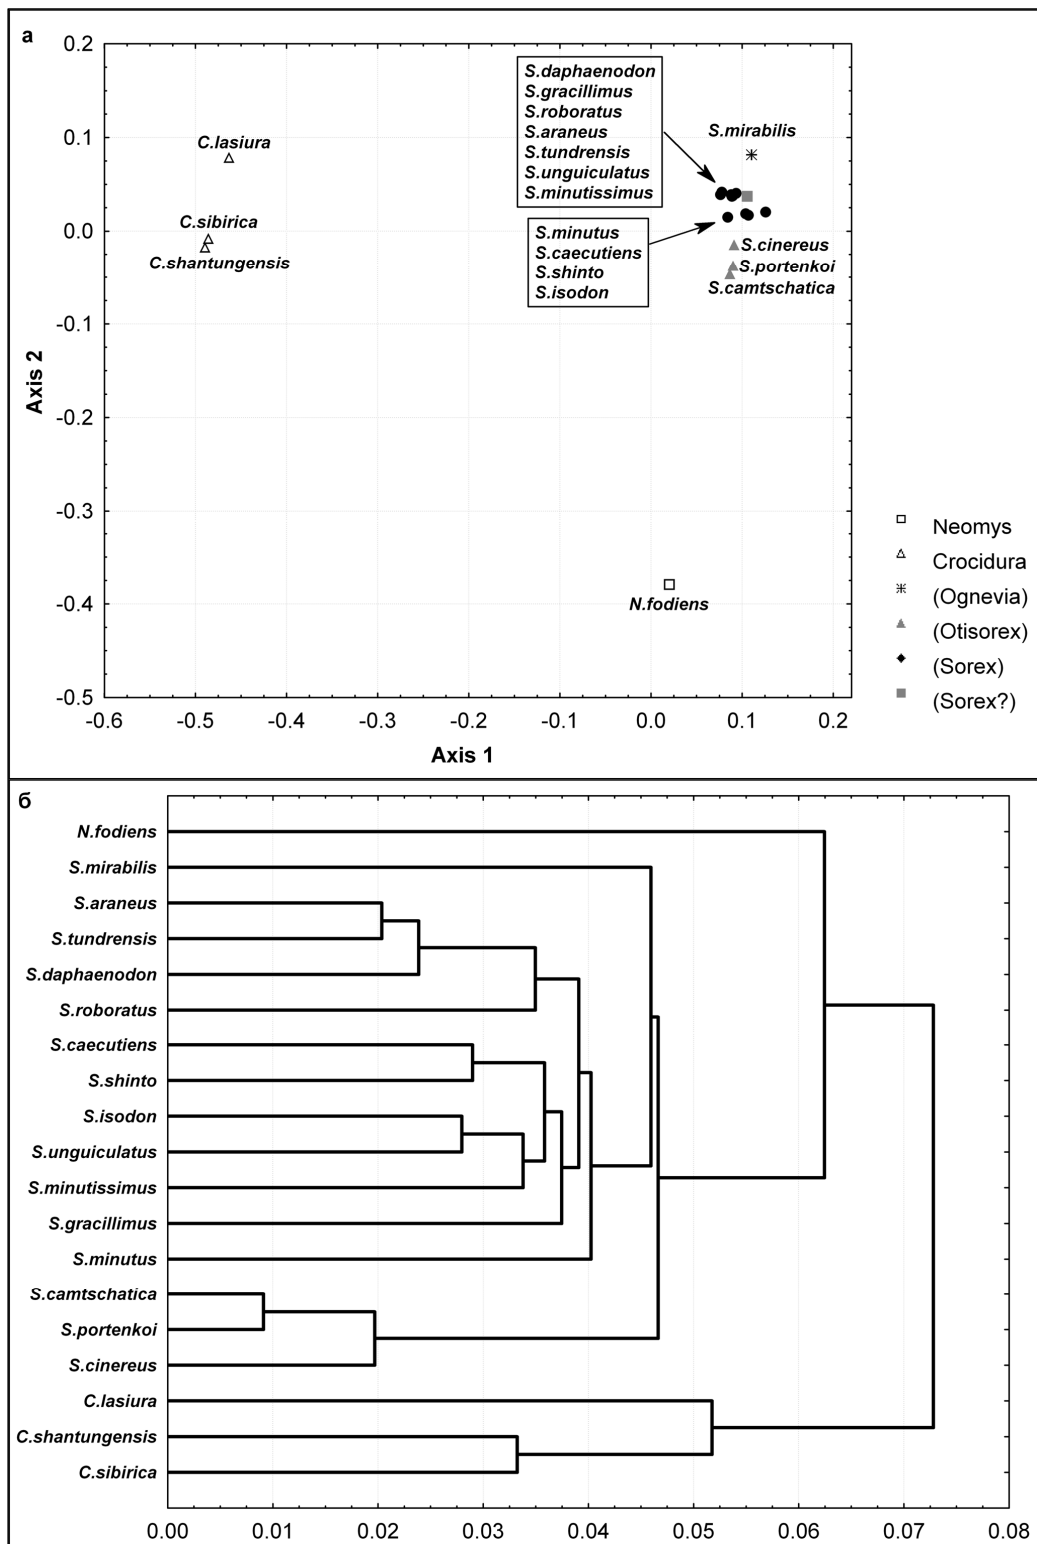 а
0.2
0.1
0.0
-0.1
-0.2
-0.3
-0.4
-0.5
Axis 2
C.lasiura
C.sibirica
C.shantungensis
S.daphaenodon
S.gracillimus
S.roboratus
S.araneus
S.tundrensis
S.unguiculatus
S.minutissimus
S.minutus
S.caecutiens
S.shinto
S.isodon
S.mirabilis
S.cinereus
S.portenkoi
S.camtschatica
N.fodiens
-0.6 -0.5 -0.4 -0.3 -0.2 -0.1 0.0 0.1 0.2
Axis 1
Neomys
Crocidura
(Ognevia)
(Otisorex)
(Sorex)
(Sorex?)
б
N.fodiens
S.mirabilis
S.araneus
S.tundrensis
S.daphaenodon
S.roboratus
S.caecutiens
S.shinto
S.isodon
S.unguiculatus
S.minutissimus
S.gracillimus
S.minutus
S.camtschatica
S.portenkoi
S.cinereus
C.lasiura
C.shantungensis
C.sibirica
0.00 0.01 0.02 0.03 0.04 0.05 0.06 0.07 0.08